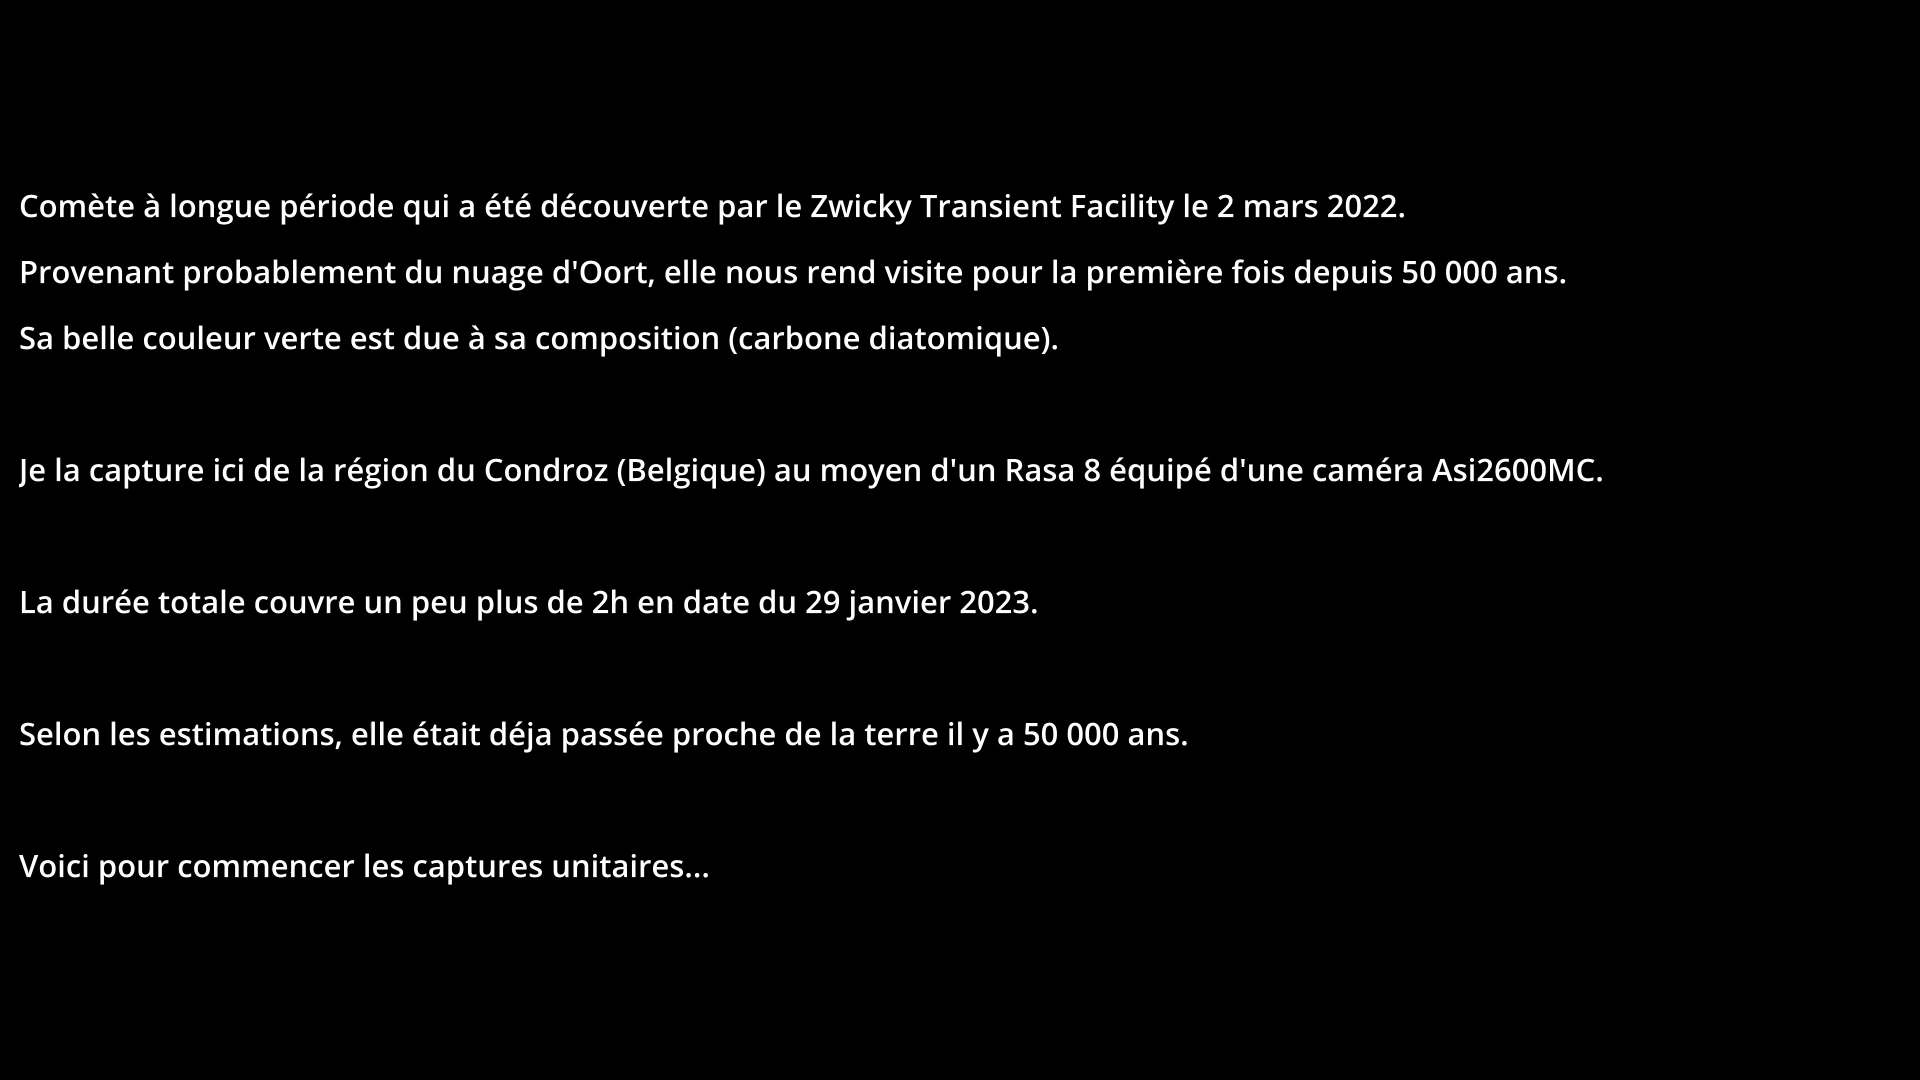 Comète à longue période qui a été découverte par le Zwicky Transient Facility le 2 mars 2022.
Provenant probablement du nuage d'Oort, elle nous rend visite pour la première fois depuis 50 000 ans.
Sa belle couleur verte est due à sa composition (carbone diatomique).
Je la capture ici de la région du Condroz (Belgique) au moyen d'un Rasa 8 équipé d'une caméra Asi2600MC.
La durée totale couvre un peu plus de 2h en date du 29 janvier 2023.
Selon les estimations, elle était déja passée proche de la terre il y a 50 000 ans.
Voici pour commencer les captures unitaires...